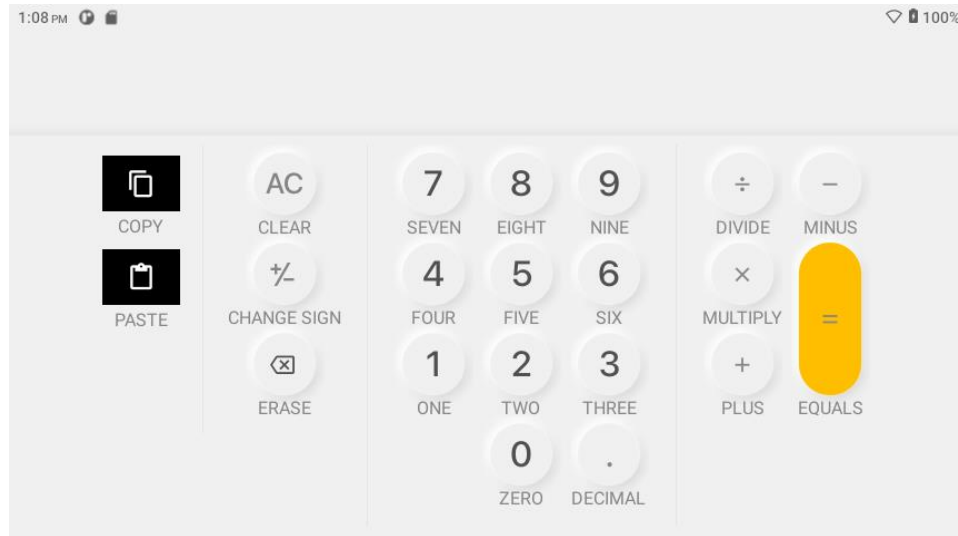 1:08 PM 100%
AC 7 8 9 ÷ −
COPY CLEAR SEVEN EIGHT NINE DIVIDE MINUS
+/− 4 5 6 ×
PASTE CHANGE SIGN FOUR FIVE SIX MULTIPLY =
1 2 3 +
ERASE ONE TWO THREE PLUS EQUALS
0 .
ZERO DECIMAL